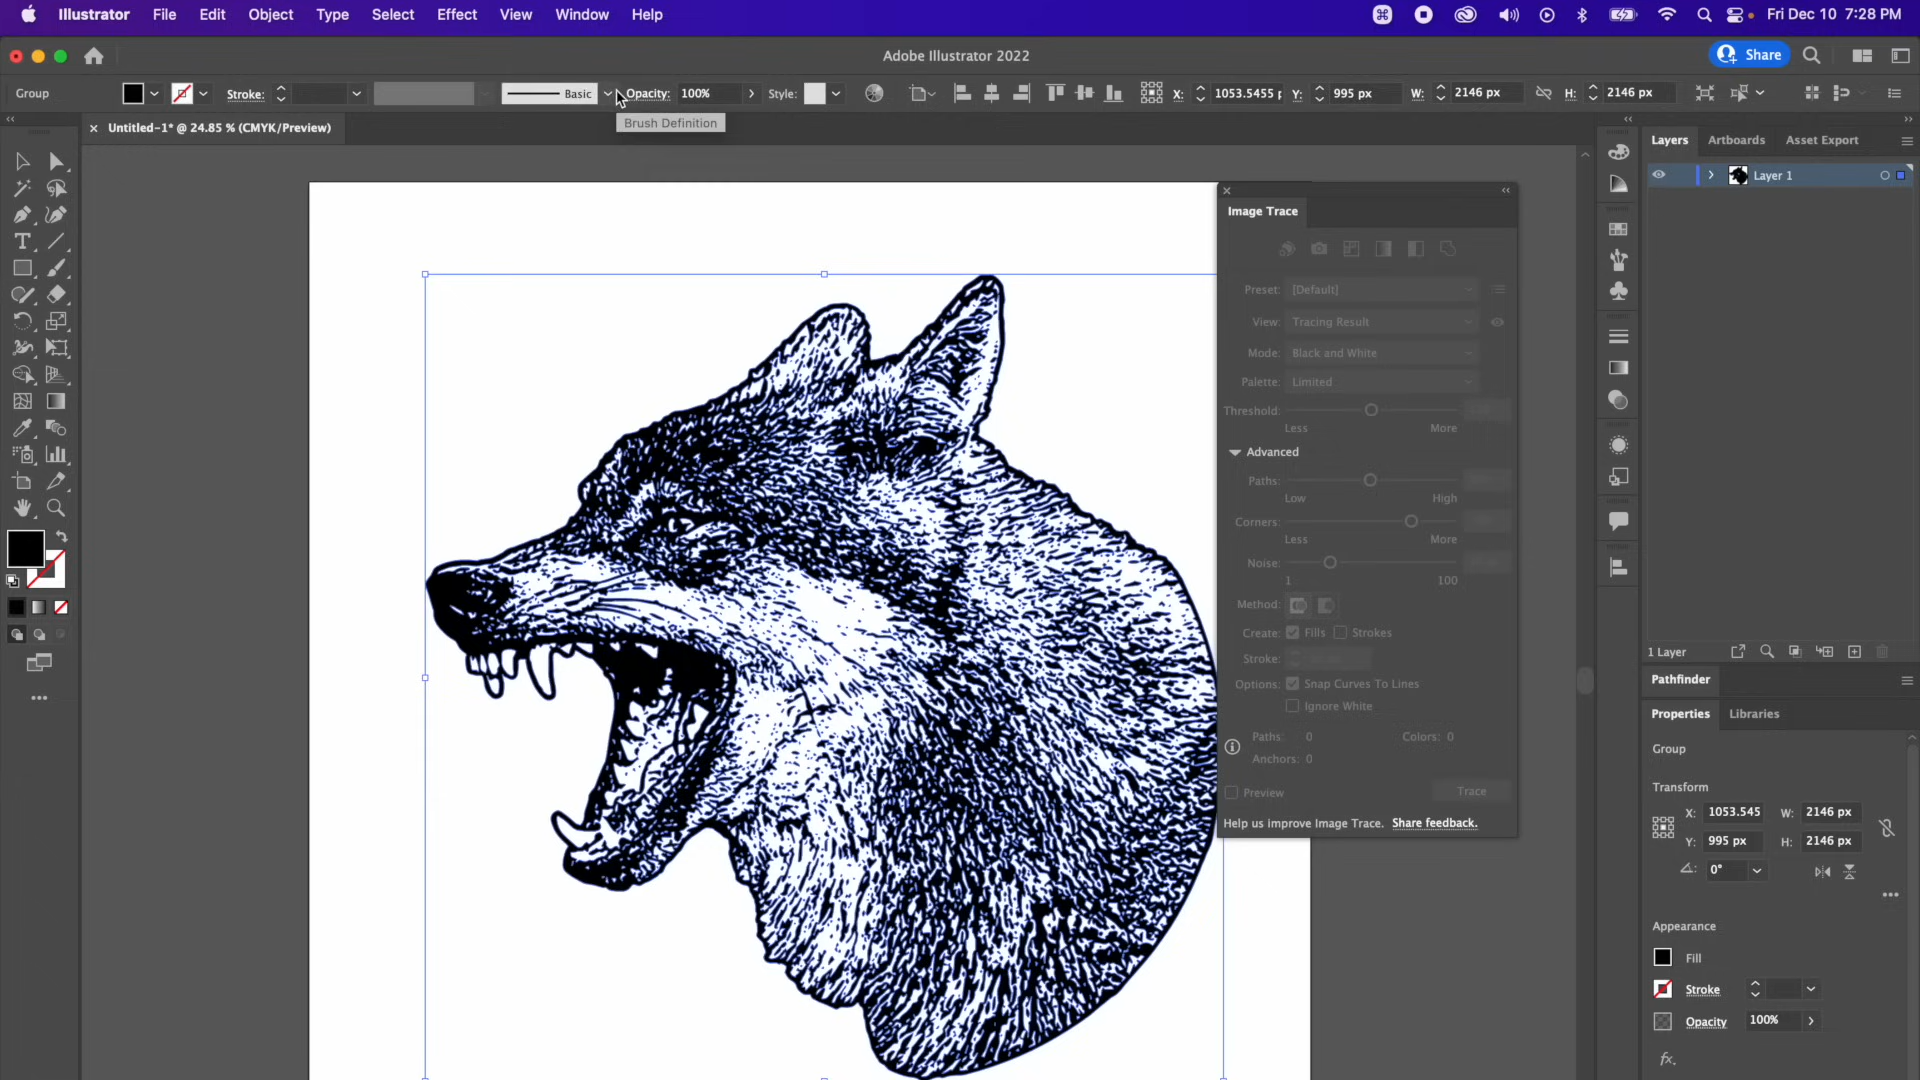 Illustrator File Edit Object Type Select Effect View Window Help Fri Dec 10 7:28 PM
Adobe Illustrator 2022 Share
Group Stroke: Basic Opacity: 100% Style: X: 1053.5455 Y: 995 px W: 2146 px H: 2146 px
Brush Definition
Untitled-1* @ 24.85 % (CMYK/Preview)
Layers Artboards Asset Export
Layer 1
Image Trace
Preset: [Default]
View: Tracing Result
Mode: Black and White
Palette: Limited
Threshold:
Less More
Advanced
Paths:
Low High
Corners:
Less More
Noise:
1 100
Method:
Create: Fills Strokes
Stroke:
Options: Snap Curves To Lines
Ignore White
Paths: 0 Colors: 0
Anchors: 0
Preview Trace
Help us improve Image Trace. Share feedback.
1 Layer
Pathfinder
Properties Libraries
Group
Transform
X: 1053.545 W: 2146 px
Y: 995 px H: 2146 px
0°
Appearance
Fill
Stroke
Opacity 100%
fx.